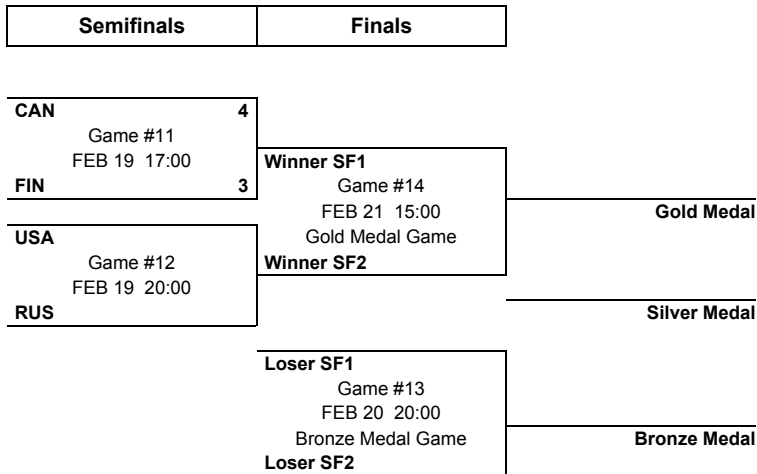 Semifinals Finals
CAN 4
Game #11
FEB 19 17:00
FIN 3
USA
Game #12
FEB 19 20:00
RUS
Winner SF1
Game #14
FEB 21 15:00
Gold Medal Game
Winner SF2
Loser SF1
Game #13
FEB 20 20:00
Bronze Medal Game
Loser SF2
Gold Medal
Silver Medal
Bronze Medal